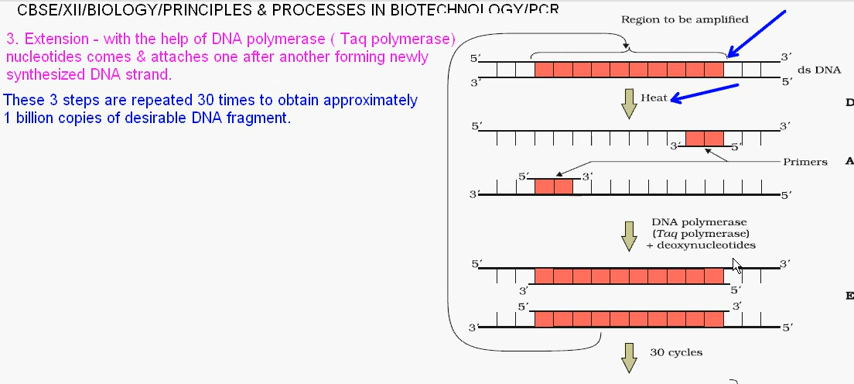 CBSE/XII/BIOLOGY/PRINCIPLES & PROCESSES IN BIOTECHNOLOGY/PCR
3. Extension - with the help of DNA polymerase ( Taq polymerase)
nucleotides comes & attaches one after another forming newly
synthesized DNA strand.
These 3 steps are repeated 30 times to obtain approximately
1 billion copies of desirable DNA fragment.
Region to be amplified
5′ 3′
ds DNA
3′ 5′
Heat
D
5′ 3′
3′ 5′
Primers A
5′ 3′
3′ 5′
DNA polymerase
(Taq polymerase)
+ deoxynucleotides
5′ 3′
3′ 5′
E
5′ 3′
3′ 5′
30 cycles